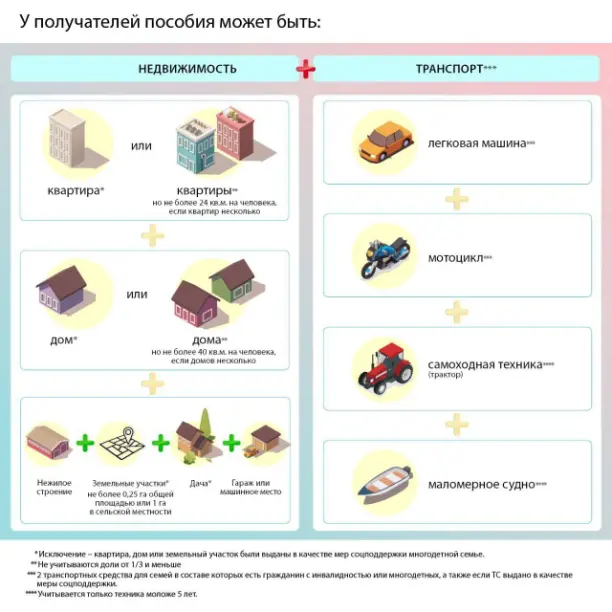 У получателей пособия может быть:
НЕДВИЖИМОСТЬ
ТРАНСПОРТ***
или
квартира*
квартиры**
но не более 24 кв.м. на человека,
если квартир несколько
или
дом*
дома**
но не более 40 кв.м. на человека,
если домов несколько
Нежилое
строение
Земельные участки*
не более 0,25 га общей
площадью или 1 га
в сельской местности
Дача*
Гараж или
машинное место
легковая машина***
мотоцикл***
самоходная техника****
(трактор)
маломерное судно****
*Исключение – квартира, дом или земельный участок были выданы в качестве мер соцподдержки многодетной семье.
**Не учитываются доли от 1/3 и меньше
*** 2 транспортных средства для семей в составе которых есть гражданин с инвалидностью или многодетных, а также если ТС выдано в качестве
меры соцподдержки.
****Учитывается только техника моложе 5 лет.